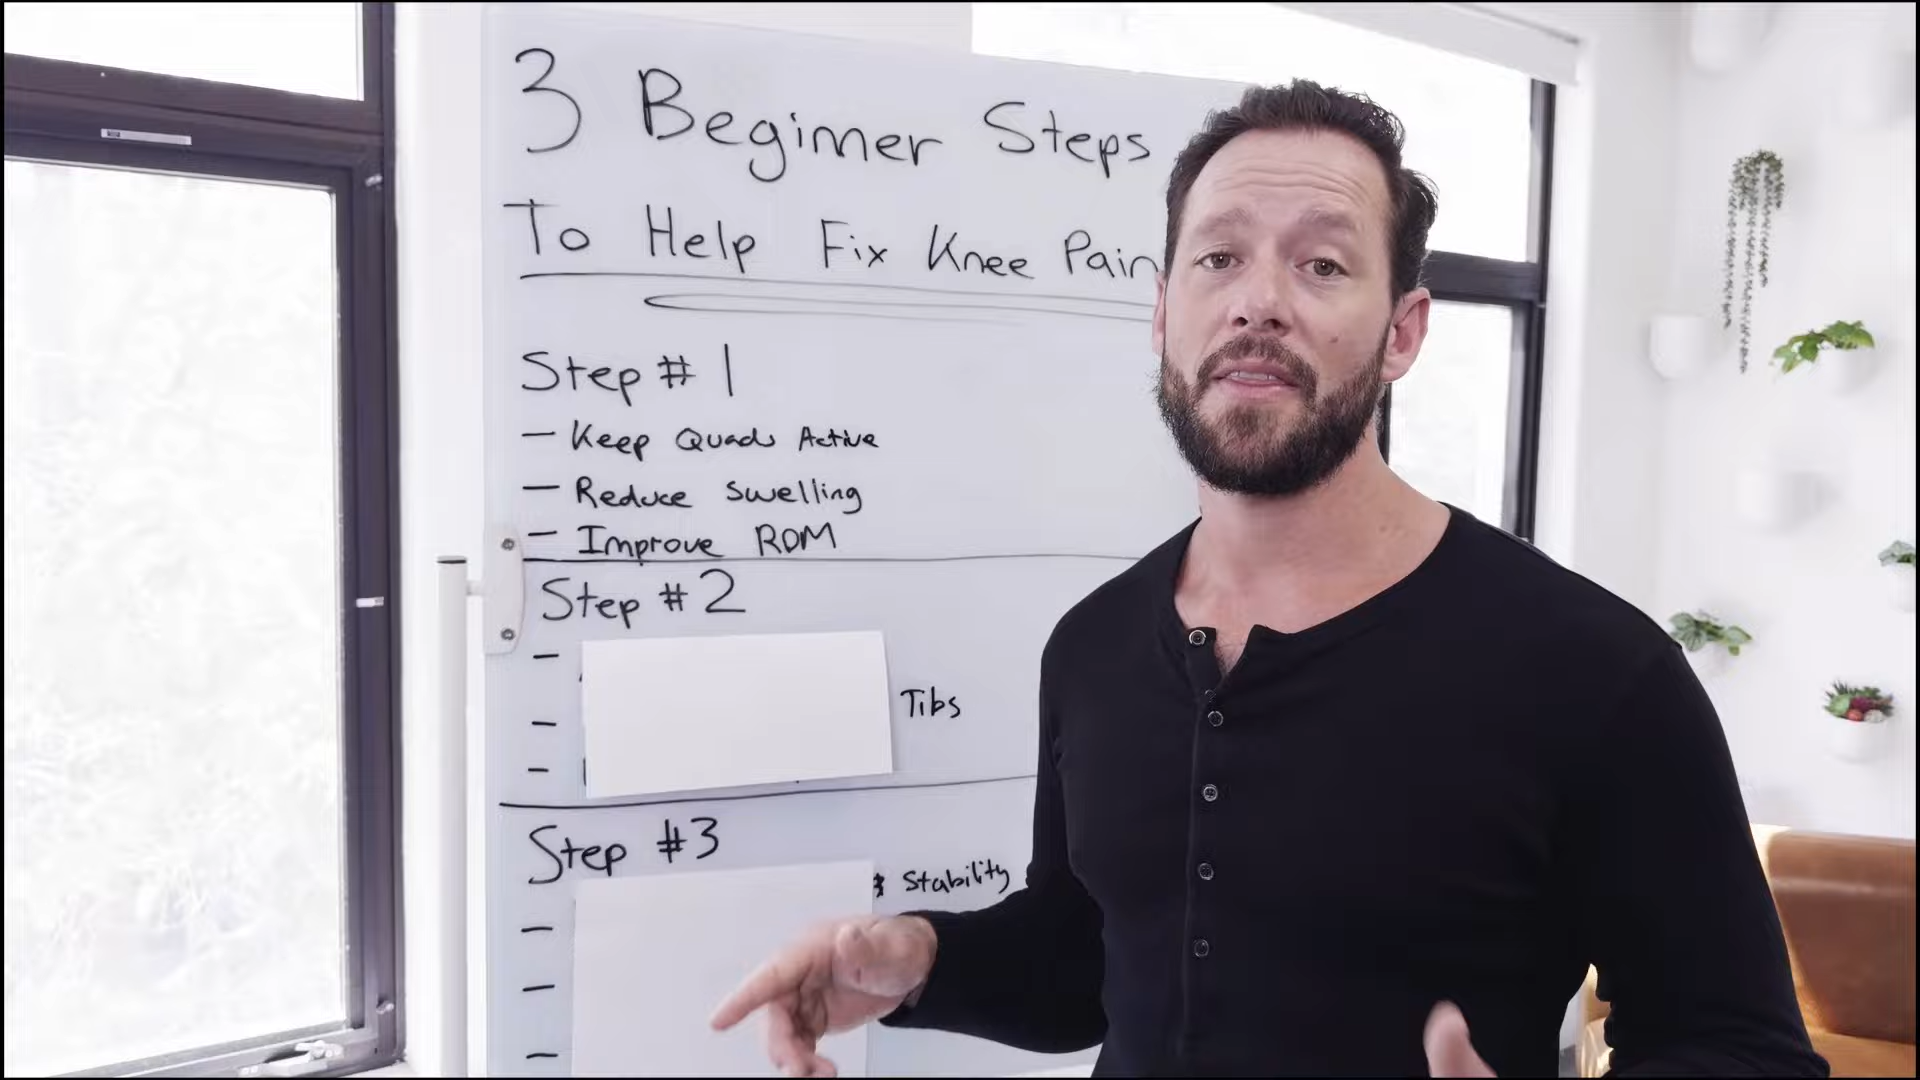 3 Beginner Steps
To Help Fix Knee Pain
Step # 1
- Keep Quads Active
- Reduce Swelling
- Improve ROM
Step # 2
-
- Tibs
-
Step #3
& Stability
-
-
-